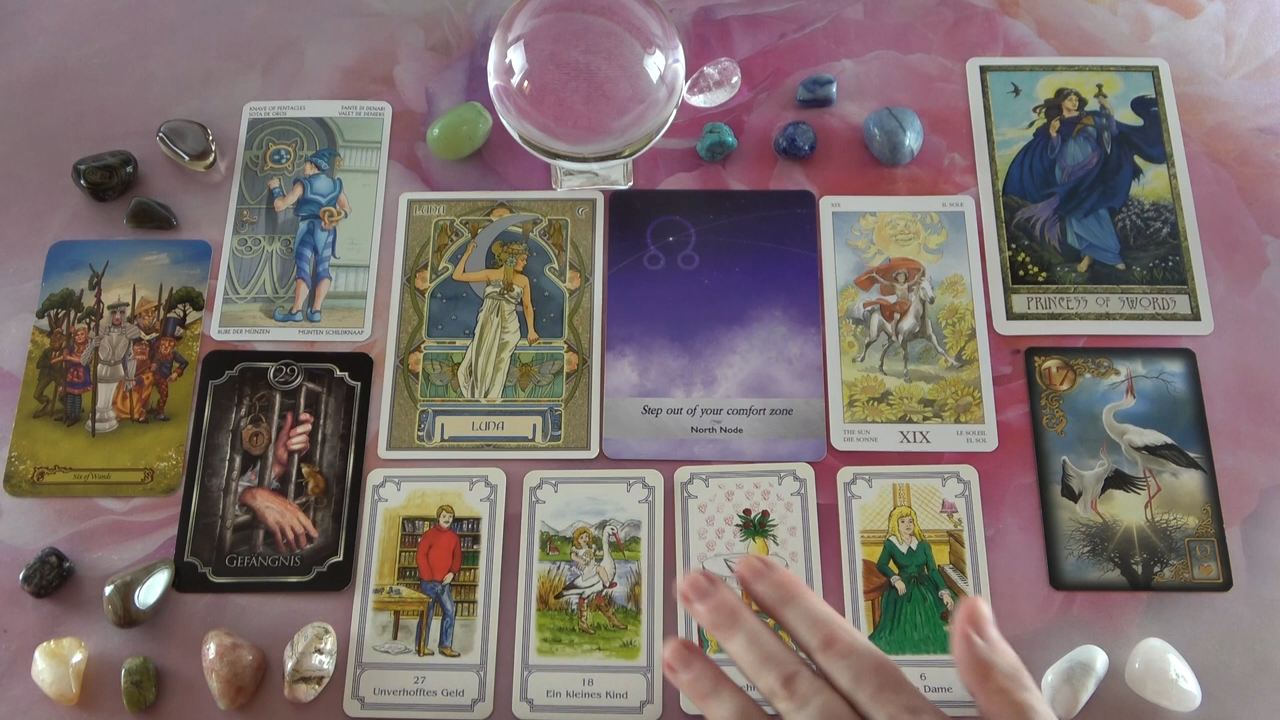 KNAVE OF PENTACLES
SOTA DE OROS
FANTE DI DENARI
VALET DE DENIERS
BUBE DER MÜNZEN
MUNTEN SCHILDKNAAP
LUNA
LUNA
Step out of your comfort zone
North Node
XIX
IL SOLE
THE SUN
DIE SONNE
XIX
LE SOLEIL
EL SOL
PRINCESS OF SWORDS
Six of Wands
29
GEFÄNGNIS
17
27
Unverhofftes Geld
18
Ein kleines Kind
6
Dame